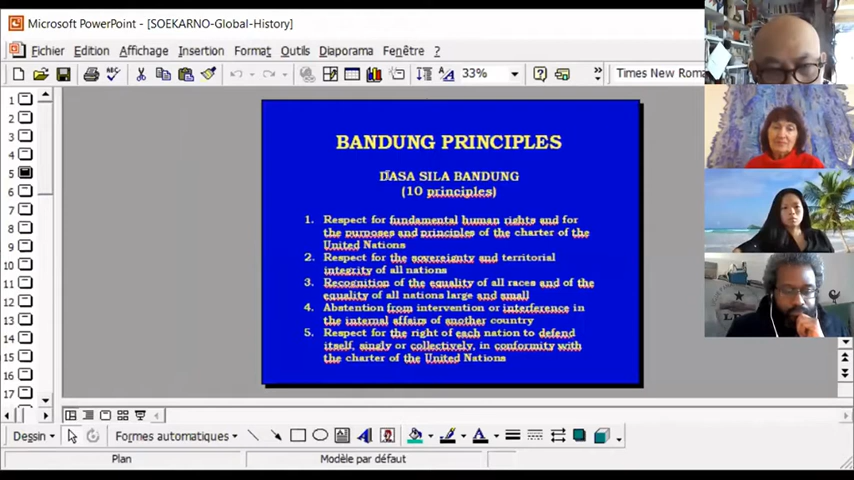 Microsoft PowerPoint - [SOEKARNO-Global-History]
Fichier Edition Affichage Insertion Format Outils Diaporama Fenêtre ?
33% Times New Roma
1
2
3
4
5
6
7
8
9
10
11
12
13
14
15
16
17
BANDUNG PRINCIPLES
DASA SILA BANDUNG
(10 principles)
1. Respect for fundamental human rights and for
the purposes and principles of the charter of the
United Nations
2. Respect for the sovereignty and territorial
integrity of all nations
3. Recognition of the equality of all races and of the
equality of all nations large and small
4. Abstention from intervention or interference in
the internal affairs of another country
5. Respect for the right of each nation to defend
itself, singly or collectively, in conformity with
the charter of the United Nations
Dessin Formes automatiques
Plan Modèle par défaut